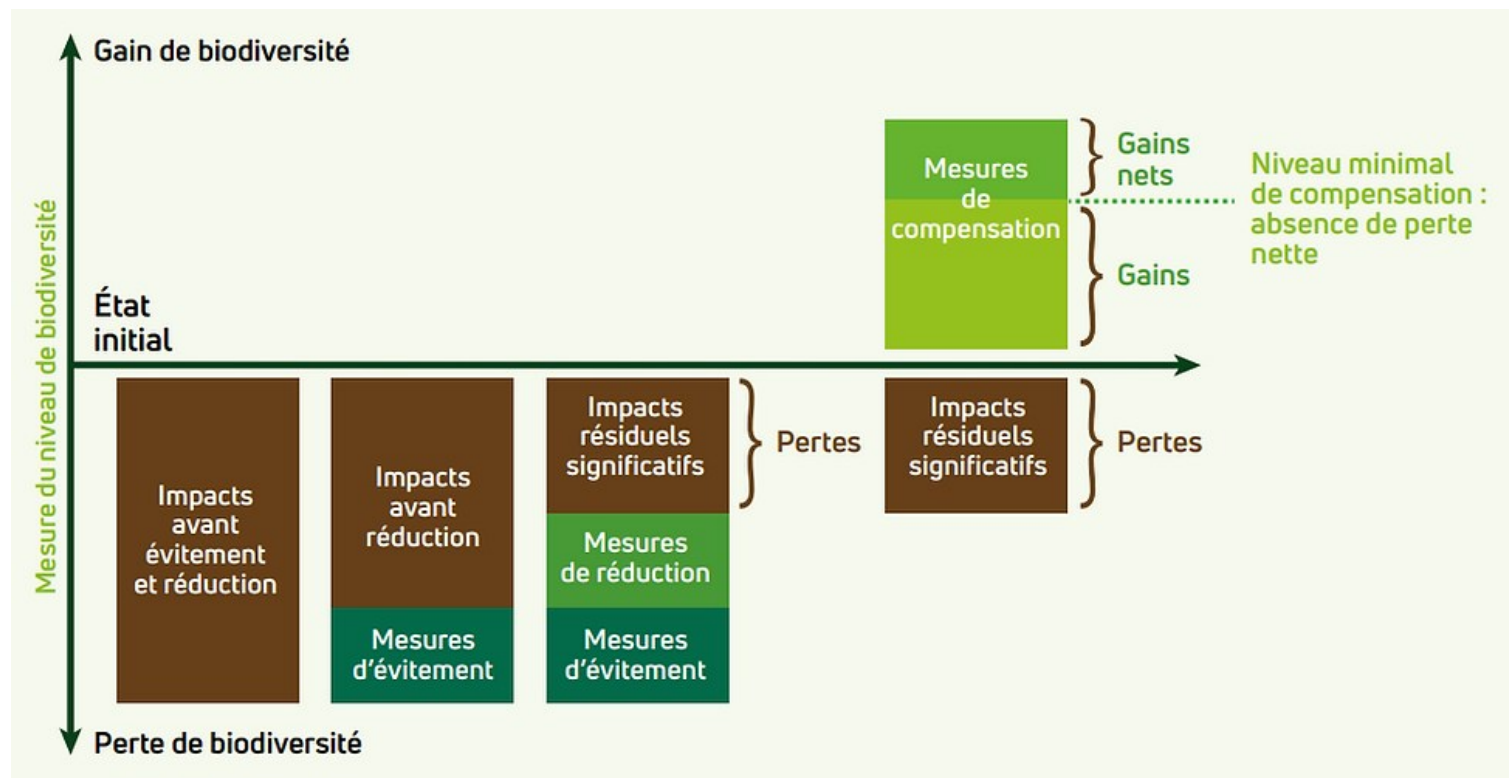 Gain de biodiversité
Mesure du niveau de biodiversité
État
initial
Perte de biodiversité
Impacts
avant
évitement
et réduction
Impacts
avant
réduction
Mesures
d'évitement
Impacts
résiduels
significatifs
Pertes
Mesures
de réduction
Mesures
d'évitement
Mesures
de
compensation
Gains
nets
Gains
Niveau minimal
de compensation :
absence de perte
nette
Impacts
résiduels
significatifs
Pertes